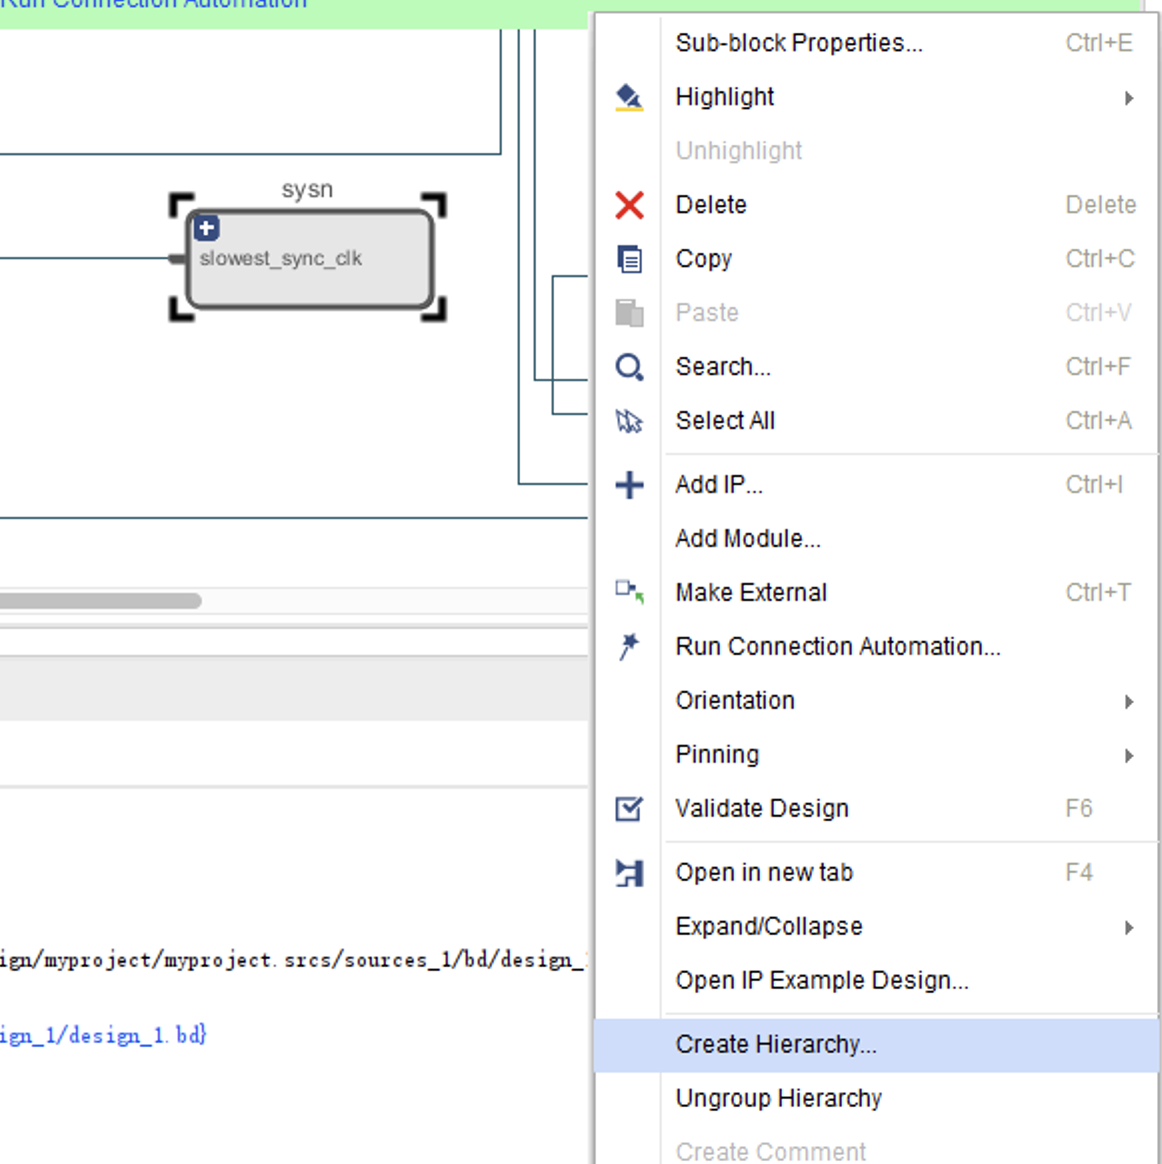 Run Connection Automation
Sub-block Properties... Ctrl+E
Highlight
Unhighlight
sysn
Delete Delete
slowest_sync_clk
Copy Ctrl+C
Paste Ctrl+V
Search... Ctrl+F
Select All Ctrl+A
Add IP... Ctrl+I
Add Module...
Make External Ctrl+T
Run Connection Automation...
Orientation
Pinning
Validate Design F6
Open in new tab F4
Expand/Collapse
ign/myproject/myproject.srcs/sources_1/bd/design_
Open IP Example Design...
ign_1/design_1.bd}
Create Hierarchy...
Ungroup Hierarchy
Create Comment